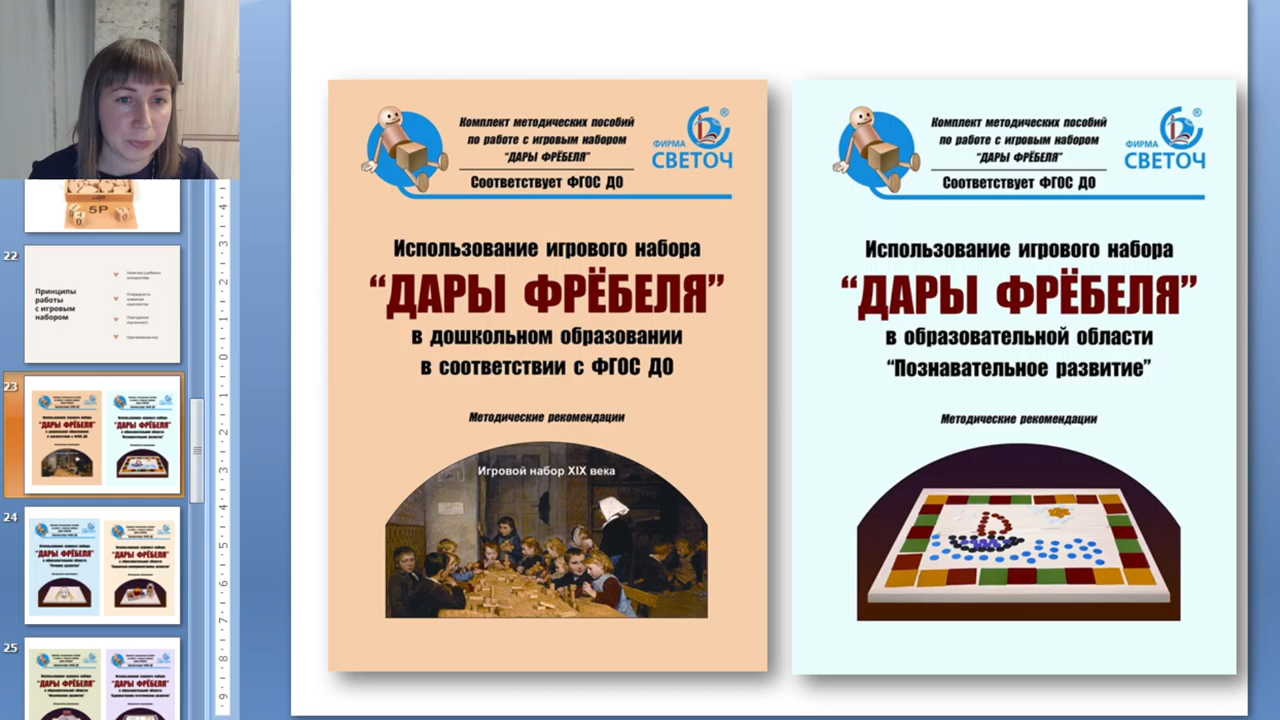 5P
22
Принципы
работы
с игровым
набором
23
24
25
Комплект методических пособий
по работе с игровым набором
"ДАРЫ ФРЁБЕЛЯ"
Соответствует ФГОС ДО
ФИРМА
СВЕТОЧ®
Использование игрового набора
"ДАРЫ ФРЁБЕЛЯ"
в дошкольном образовании
в соответствии с ФГОС ДО
Методические рекомендации
Игровой набор XIX века
Комплект методических пособий
по работе с игровым набором
"ДАРЫ ФРЁБЕЛЯ"
Соответствует ФГОС ДО
ФИРМА
СВЕТОЧ®
Использование игрового набора
"ДАРЫ ФРЁБЕЛЯ"
в образовательной области
"Познавательное развитие"
Методические рекомендации